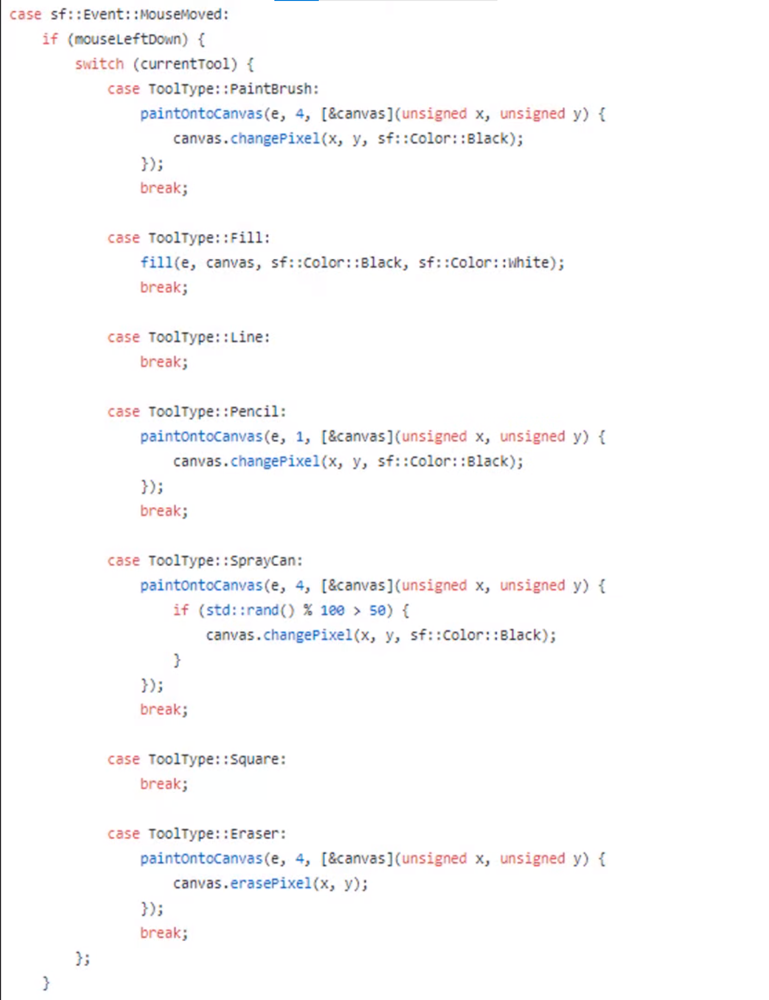 case sf::Event::MouseMoved:
    if (mouseLeftDown) {
        switch (currentTool) {
            case ToolType::PaintBrush:
                paintOntoCanvas(e, 4, [&canvas](unsigned x, unsigned y) {
                    canvas.changePixel(x, y, sf::Color::Black);
                });
                break;

            case ToolType::Fill:
                fill(e, canvas, sf::Color::Black, sf::Color::White);
                break;

            case ToolType::Line:
                break;

            case ToolType::Pencil:
                paintOntoCanvas(e, 1, [&canvas](unsigned x, unsigned y) {
                    canvas.changePixel(x, y, sf::Color::Black);
                });
                break;

            case ToolType::SprayCan:
                paintOntoCanvas(e, 4, [&canvas](unsigned x, unsigned y) {
                    if (std::rand() % 100 > 50) {
                        canvas.changePixel(x, y, sf::Color::Black);
                    }
                });
                break;

            case ToolType::Square:
                break;

            case ToolType::Eraser:
                paintOntoCanvas(e, 4, [&canvas](unsigned x, unsigned y) {
                    canvas.erasePixel(x, y);
                });
                break;
        };
    }